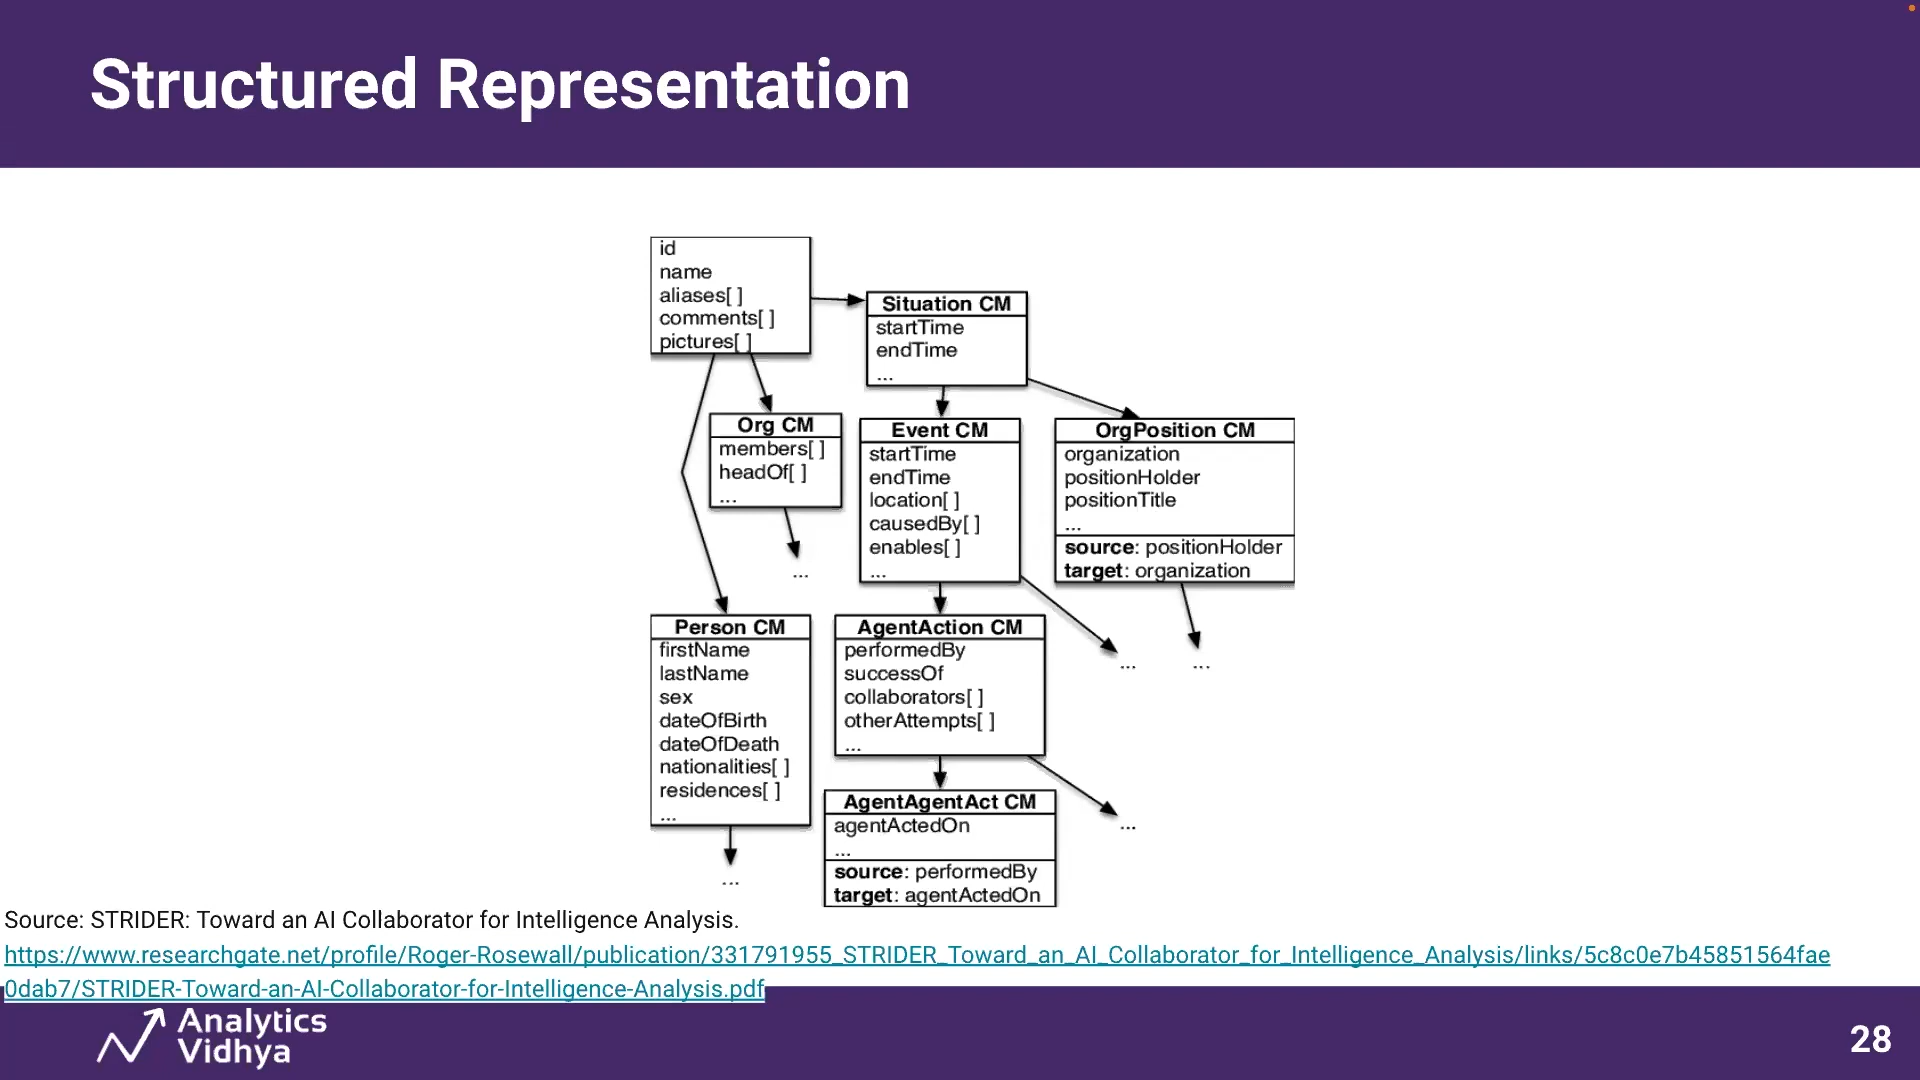 Structured Representation
id
name
aliases[ ]
comments[ ]
pictures[ ]
Situation CM
startTime
endTime
...
Org CM
members[ ]
headOf[ ]
...
...
Event CM
startTime
endTime
location[ ]
causedBy[ ]
enables[ ]
...
OrgPosition CM
organization
positionHolder
positionTitle
...
source: positionHolder
target: organization
...
...
Person CM
firstName
lastName
sex
dateOfBirth
dateOfDeath
nationalities[ ]
residences[ ]
...
...
AgentAction CM
performedBy
successOf
collaborators[ ]
otherAttempts[ ]
...
...
AgentAgentAct CM
agentActedOn
...
source: performedBy
target: agentActedOn
Source: STRIDER: Toward an AI Collaborator for Intelligence Analysis.
https://www.researchgate.net/profile/Roger-Rosewall/publication/331791955_STRIDER_Toward_an_AI_Collaborator_for_Intelligence_Analysis/links/5c8c0e7b45851564fae
0dab7/STRIDER-Toward-an-AI-Collaborator-for-Intelligence-Analysis.pdf
Analytics
Vidhya
28